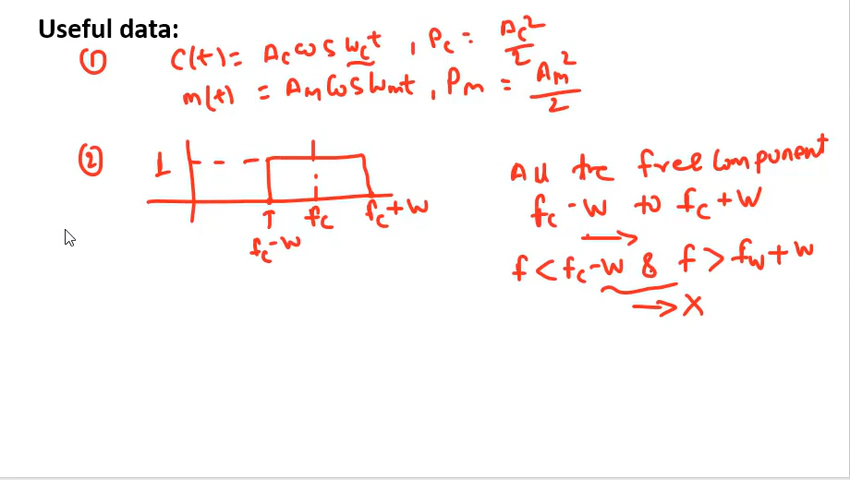 Useful data:
① C(t) = Ac cos wct , Pc = Ac²/2
m(t) = Am cos wmt , Pm = Am²/2
② 1
fc-W fc fc+W
All the freq component
fc-W to fc+W
f < fc-W & f > fw+w
→ X